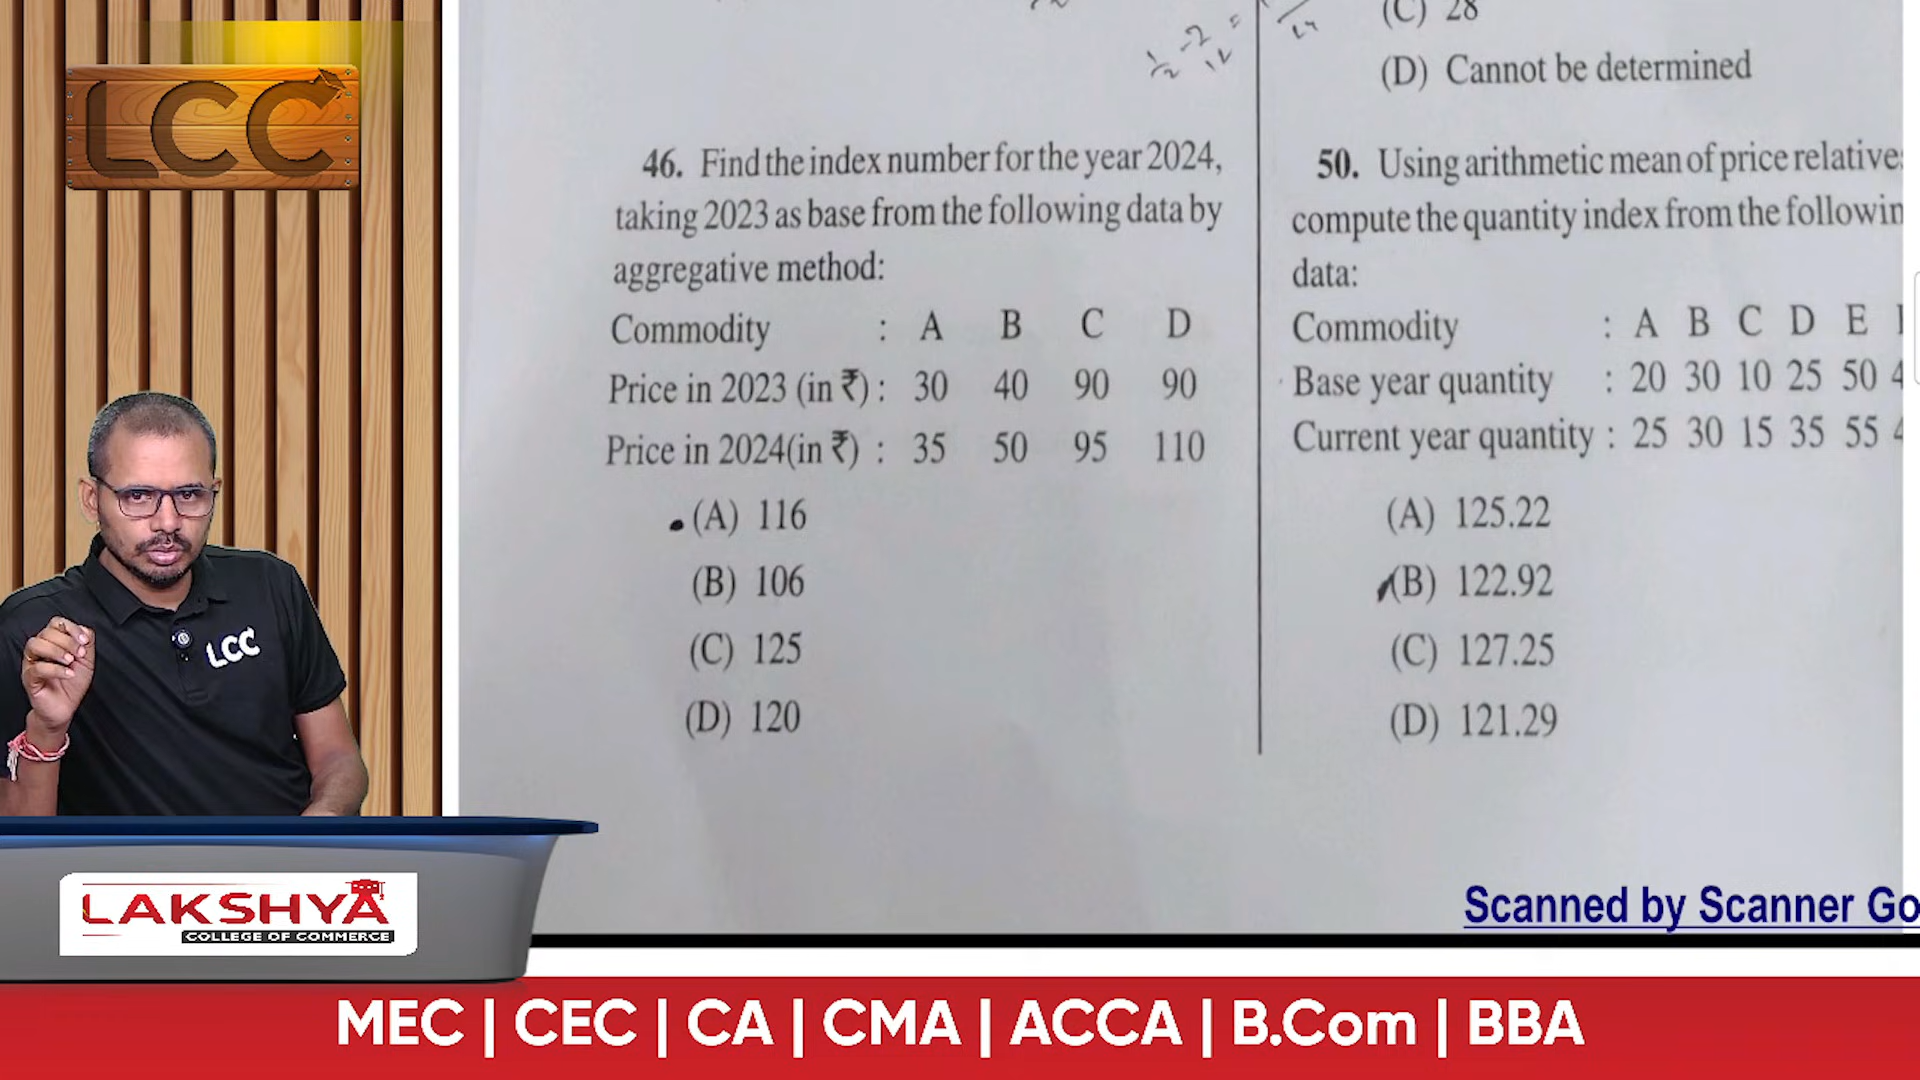 LCC
(C) 28
(D) Cannot be determined
46. Find the index number for the year 2024,
taking 2023 as base from the following data by
aggregative method:
Commodity : A B C D
Price in 2023 (in ₹) : 30 40 90 90
Price in 2024(in ₹) : 35 50 95 110
(A) 116
(B) 106
(C) 125
(D) 120
50. Using arithmetic mean of price relative
compute the quantity index from the followin
data:
Commodity : A B C D E
Base year quantity : 20 30 10 25 50 4
Current year quantity : 25 30 15 35 55 4
(A) 125.22
(B) 122.92
(C) 127.25
(D) 121.29
Scanned by Scanner Go
LCC
LAKSHYA
COLLEGE OF COMMERCE
MEC | CEC | CA | CMA | ACCA | B.Com | BBA